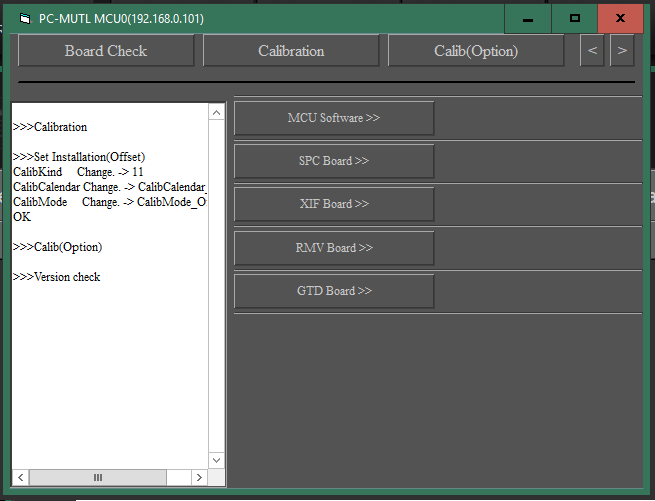 PC-MUTL MCU0(192.168.0.101)
Board Check
Calibration
Calib(Option)
<
>
>>>Calibration
>>>Set Installation(Offset)
CalibKind Change. -> 11
CalibCalendar Change. -> CalibCalendar_
CalibMode Change. -> CalibMode_O
OK
>>>Calib(Option)
>>>Version check
MCU Software >>
SPC Board >>
XIF Board >>
RMV Board >>
GTD Board >>